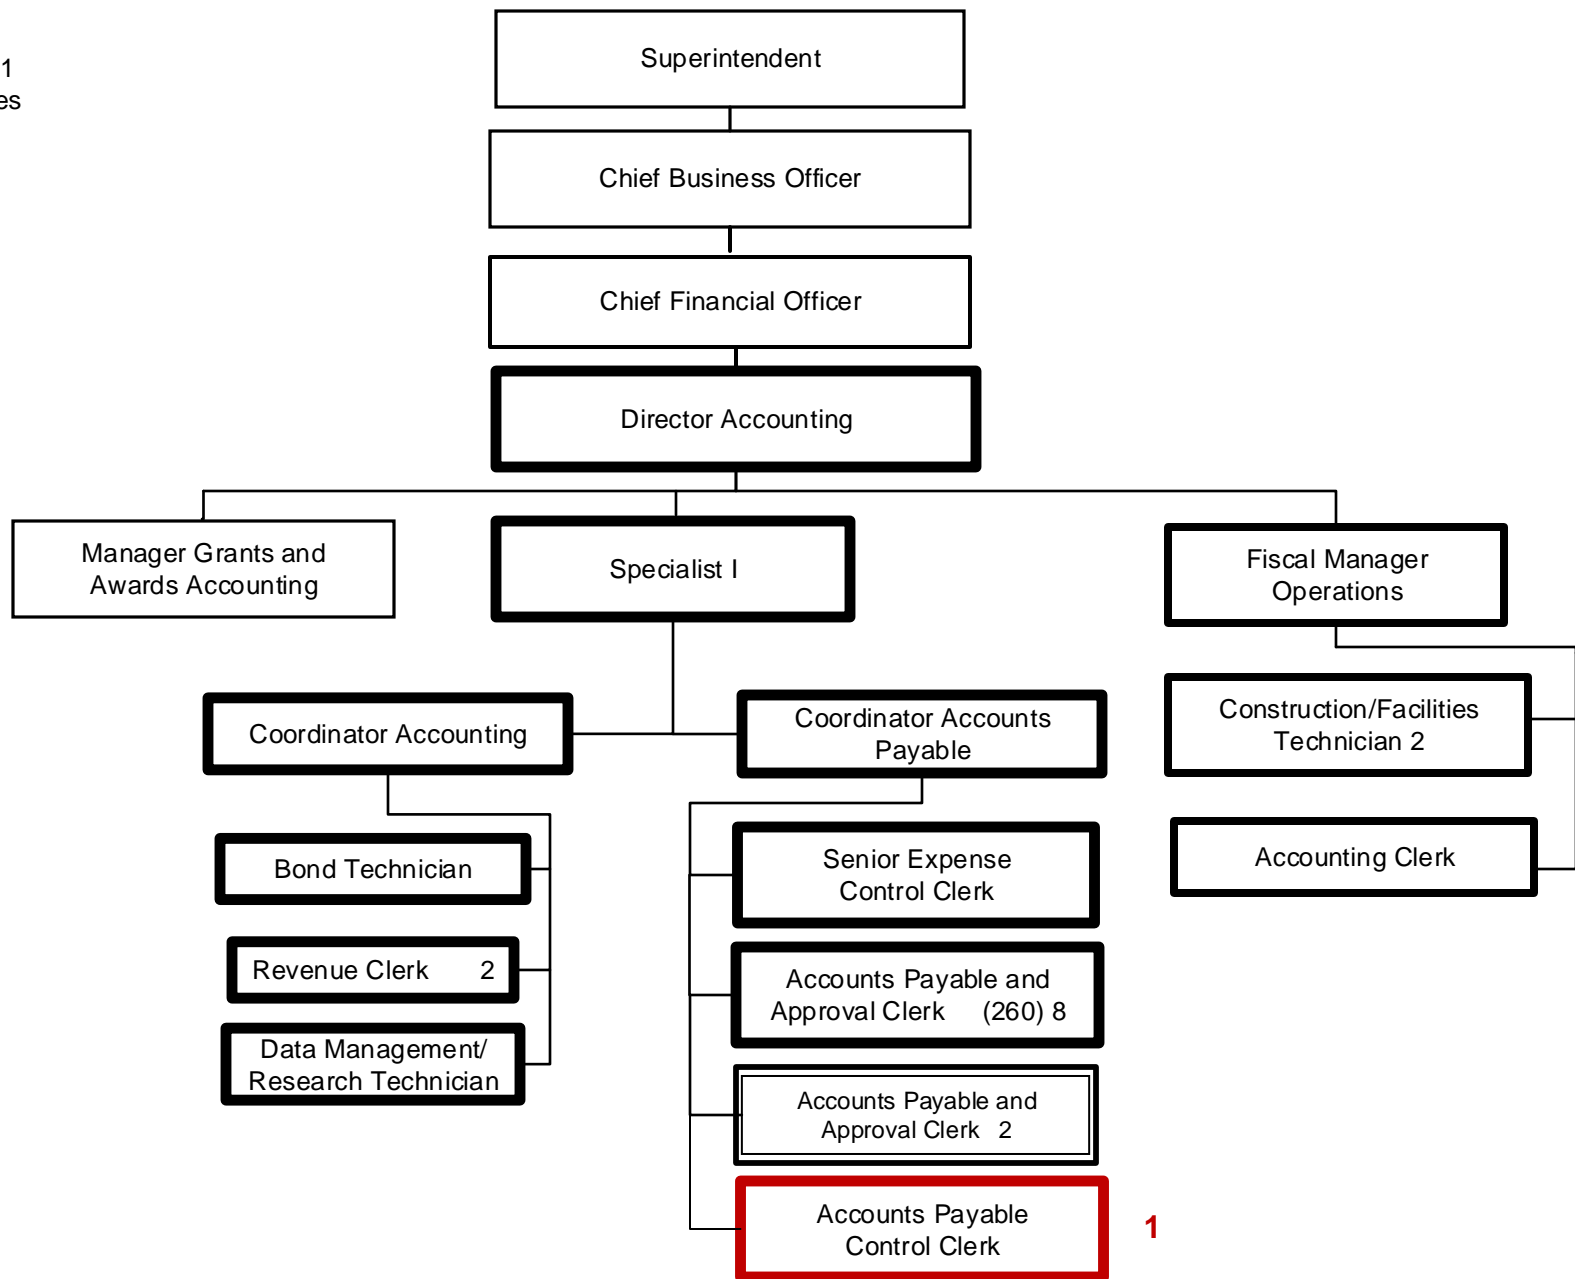 1
es
Superintendent
Chief Business Officer
Chief Financial Officer
Director Accounting
Manager Grants and
Awards Accounting
Specialist I
Fiscal Manager
Operations
Coordinator Accounting
Coordinator Accounts
Payable
Construction/Facilities
Technician 2
Bond Technician
Senior Expense
Control Clerk
Accounting Clerk
Revenue Clerk 2
Accounts Payable and
Approval Clerk (260) 8
Data Management/
Research Technician
Accounts Payable and
Approval Clerk 2
Accounts Payable
Control Clerk
1